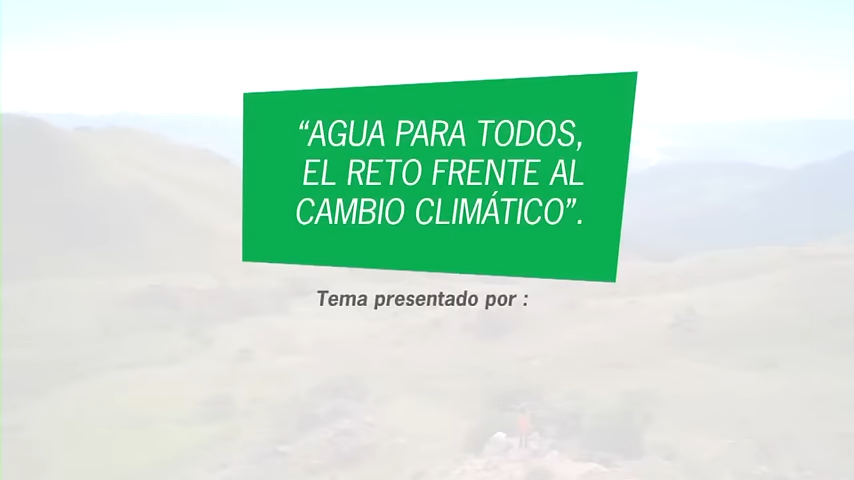 “AGUA PARA TODOS,
EL RETO FRENTE AL
CAMBIO CLIMÁTICO”.
Tema presentado por :